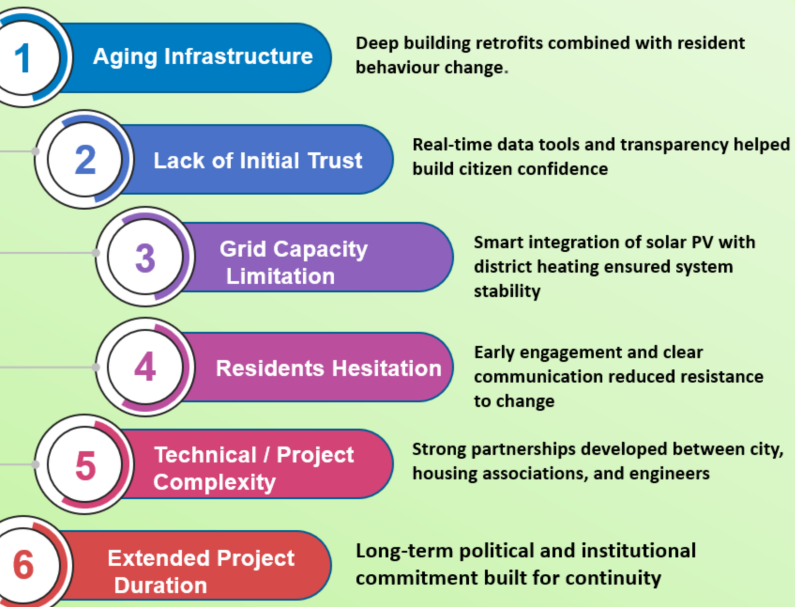 1
Aging Infrastructure
Deep building retrofits combined with resident
behaviour change.
2
Lack of Initial Trust
Real-time data tools and transparency helped
build citizen confidence
3
Grid Capacity
Limitation
Smart integration of solar PV with
district heating ensured system
stability
4
Residents Hesitation
Early engagement and clear
communication reduced resistance
to change
5
Technical / Project
Complexity
Strong partnerships developed between city,
housing associations, and engineers
6
Extended Project
Duration
Long-term political and institutional
commitment built for continuity